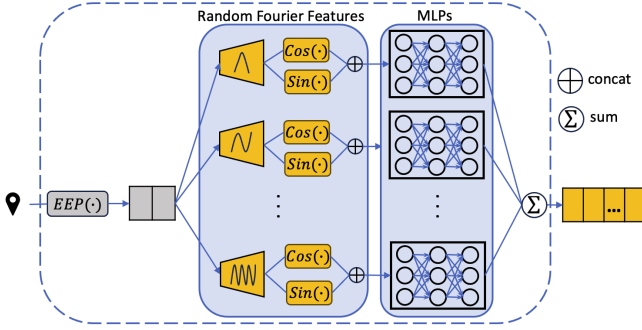 Random Fourier Features
MLPs
Cos(·)
Sin(·)
concat
Cos(·)
Sin(·)
Σ sum
EEP(·)
Σ
...
Cos(·)
Sin(·)